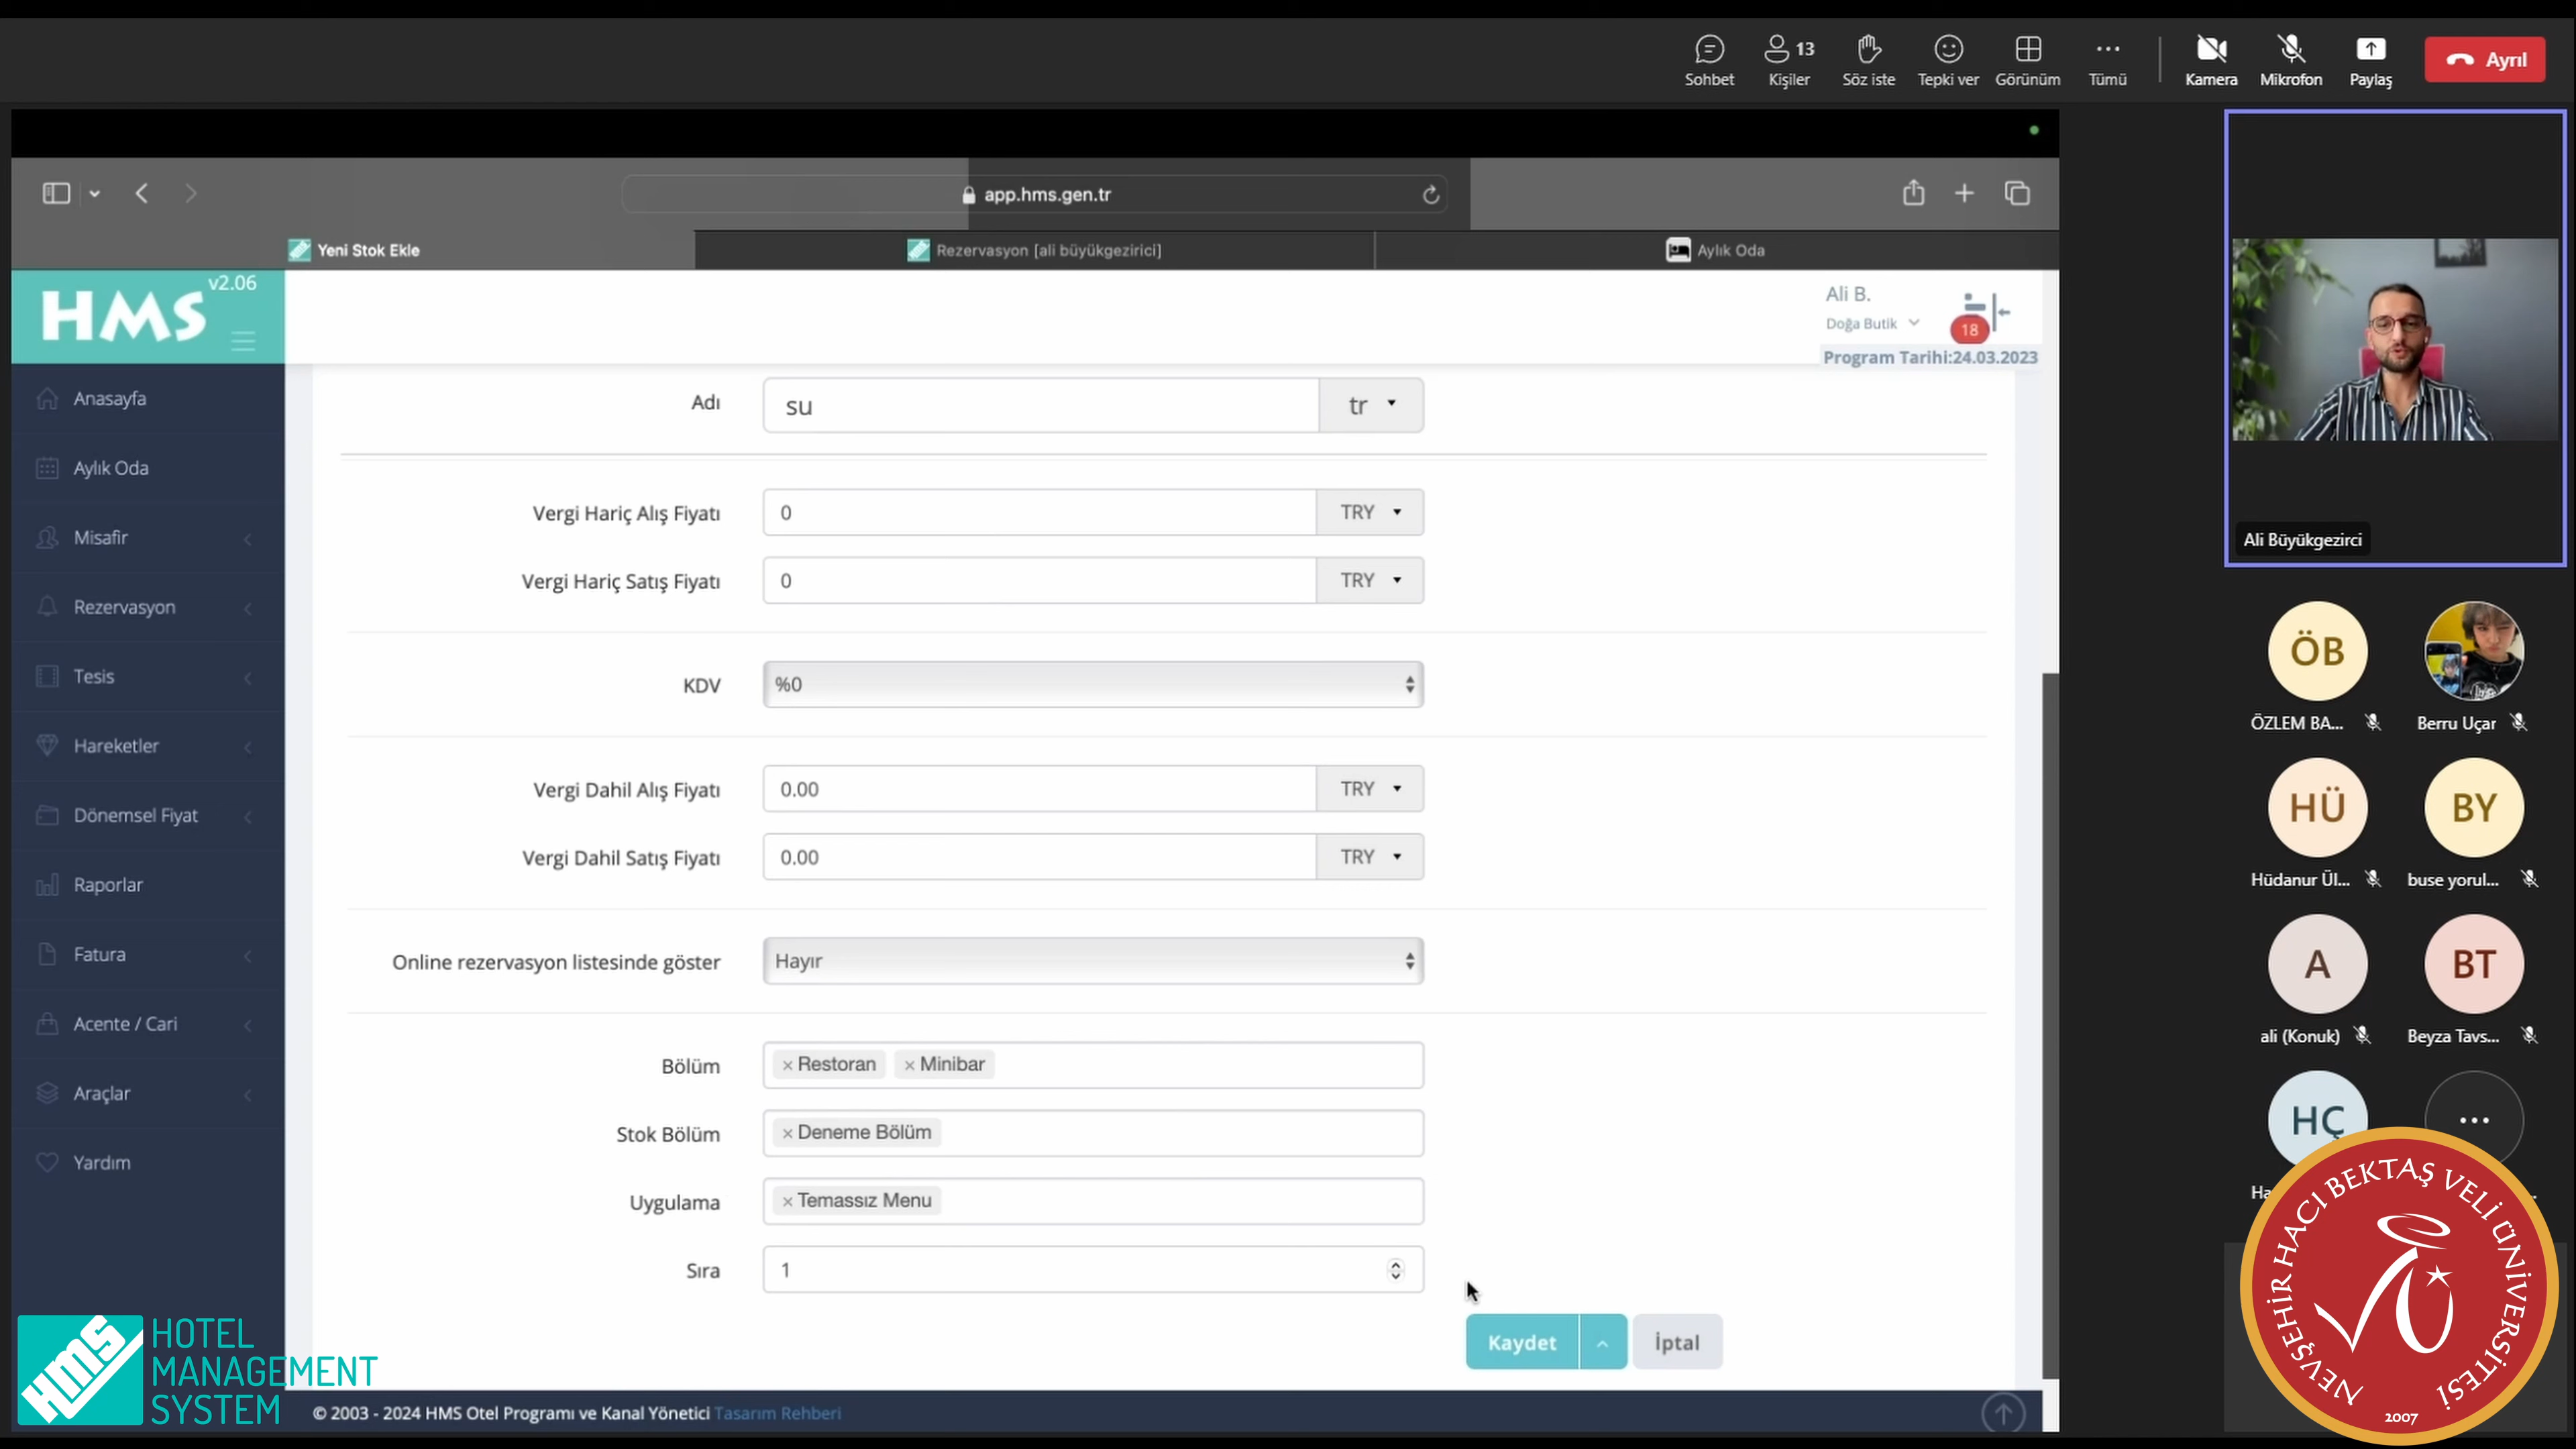 Sohbet
13
Kişiler
Söz iste
Tepki ver
Görünüm
Tümü
Kamera
Mikrofon
Paylaş
Ayrıl
app.hms.gen.tr
Yeni Stok Ekle
Rezervasyon [ali büyükgezirici]
Aylık Oda
HMS
v2.06
Ali B.
Doğa Butik
18
Program Tarihi:24.03.2023
Anasayfa
Aylık Oda
Misafir
Rezervasyon
Tesis
Hareketler
Dönemsel Fiyat
Raporlar
Fatura
Acente / Cari
Araçlar
Yardım
Adı
su
tr
Vergi Hariç Alış Fiyatı
0
TRY
Vergi Hariç Satış Fiyatı
0
TRY
KDV
%0
Vergi Dahil Alış Fiyatı
0.00
TRY
Vergi Dahil Satış Fiyatı
0.00
TRY
Online rezervasyon listesinde göster
Hayır
Bölüm
× Restoran × Minibar
Stok Bölüm
× Deneme Bölüm
Uygulama
× Temassız Menu
Sıra
1
Kaydet
İptal
© 2003 - 2024 HMS Otel Programı ve Kanal Yönetici Tasarım Rehberi
HMS
HOTEL
MANAGEMENT
SYSTEM
Ali Büyükgezirci
ÖB
ÖZLEM BA...
Berru Uçar
HÜ
Hüdanur Ül...
BY
buse yorul...
A
ali (Konuk)
BT
Beyza Tavs...
HÇ
Ha
NEVŞEHİR HACI BEKTAŞ VELİ ÜNİVERSİTESİ
2007